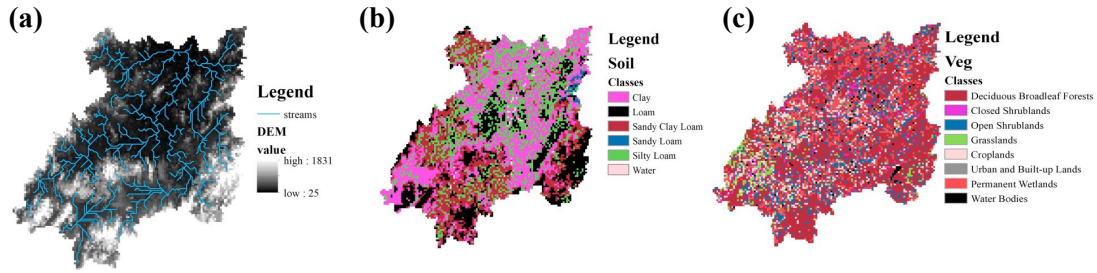 (a)
Legend
streams
DEM
value
high : 1831
low : 25
(b)
Legend
Soil
Classes
Clay
Loam
Sandy Clay Loam
Sandy Loam
Silty Loam
Water
(c)
Legend
Veg
Classes
Deciduous Broadleaf Forests
Closed Shrublands
Open Shrublands
Grasslands
Croplands
Urban and Built-up Lands
Permanent Wetlands
Water Bodies